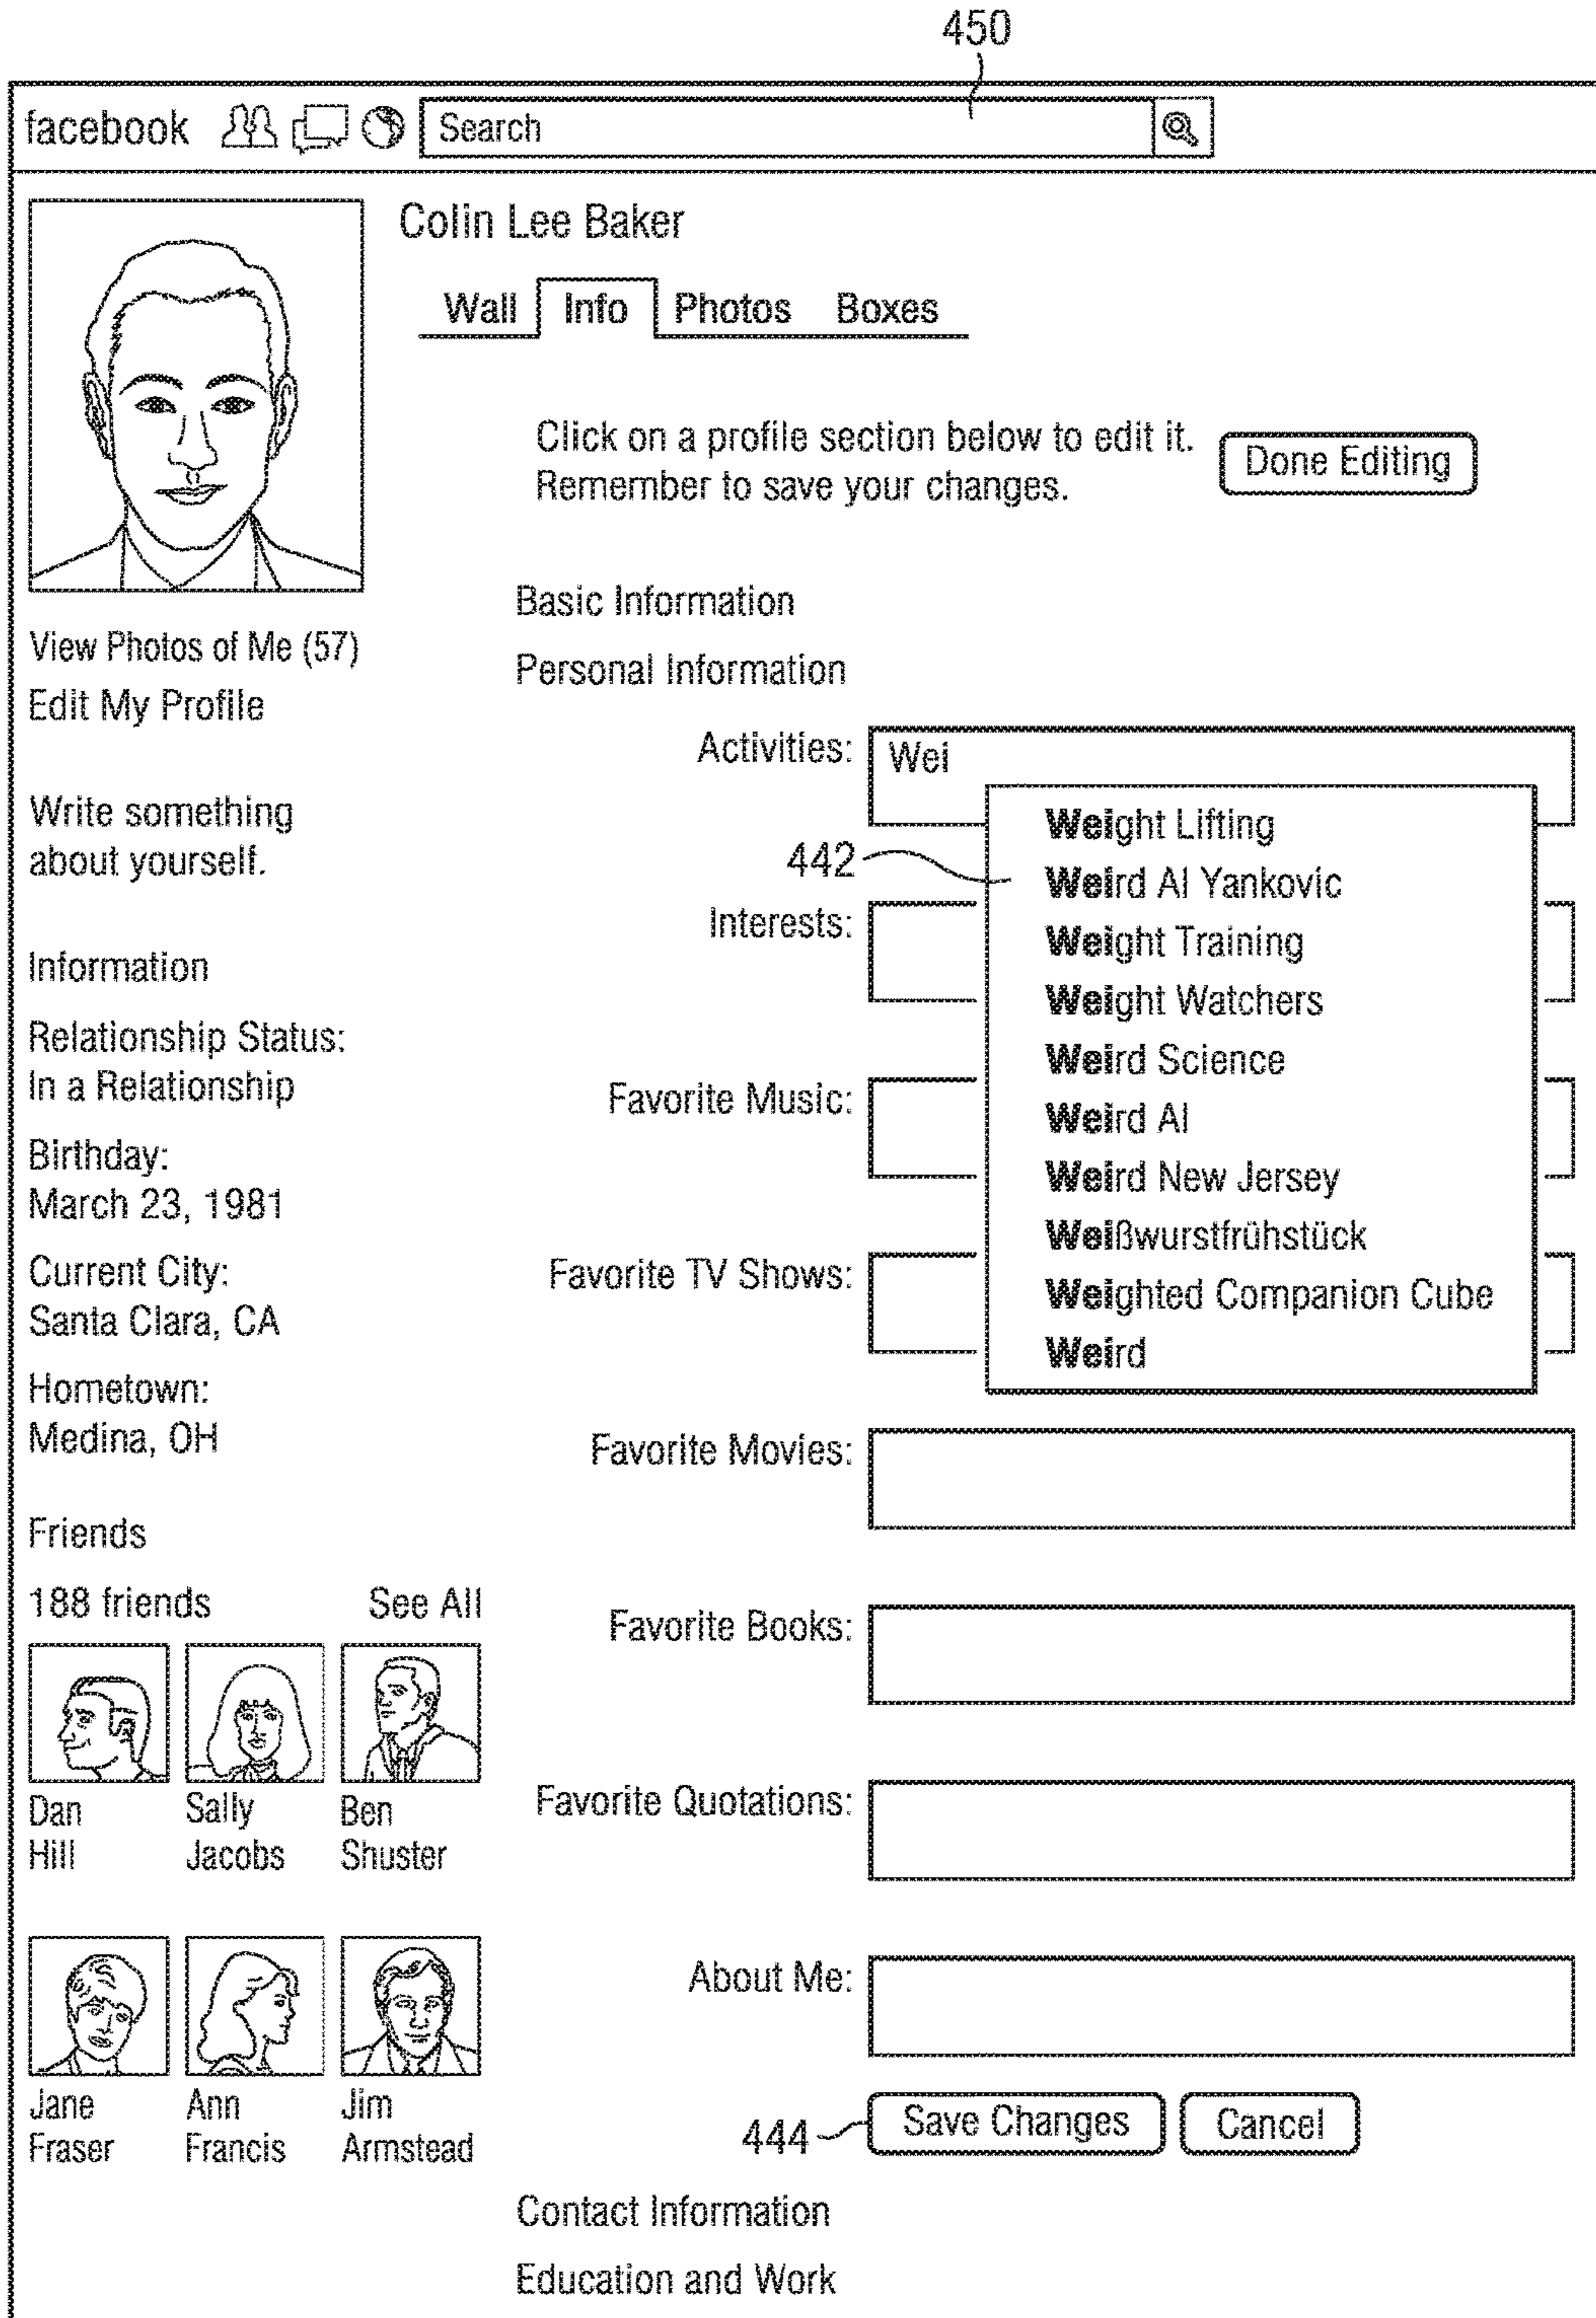 450
facebook
Search
Colin Lee Baker
Wall Info Photos Boxes
Click on a profile section below to edit it.
Remember to save your changes.
Done Editing
View Photos of Me (57)
Edit My Profile
Write something
about yourself.
Information
Relationship Status:
In a Relationship
Birthday:
March 23, 1981
Current City:
Santa Clara, CA
Hometown:
Medina, OH
Friends
188 friends See All
Dan
Hill
Sally
Jacobs
Ben
Shuster
Jane
Fraser
Ann
Francis
Jim
Armstead
Basic Information
Personal Information
Activities:
Wei
442
Weight Lifting
Weird Al Yankovic
Weight Training
Weight Watchers
Weird Science
Weird Al
Weird New Jersey
Weißwurstfrühstück
Weighted Companion Cube
Weird
Interests:
Favorite Music:
Favorite TV Shows:
Favorite Movies:
Favorite Books:
Favorite Quotations:
About Me:
444
Save Changes
Cancel
Contact Information
Education and Work